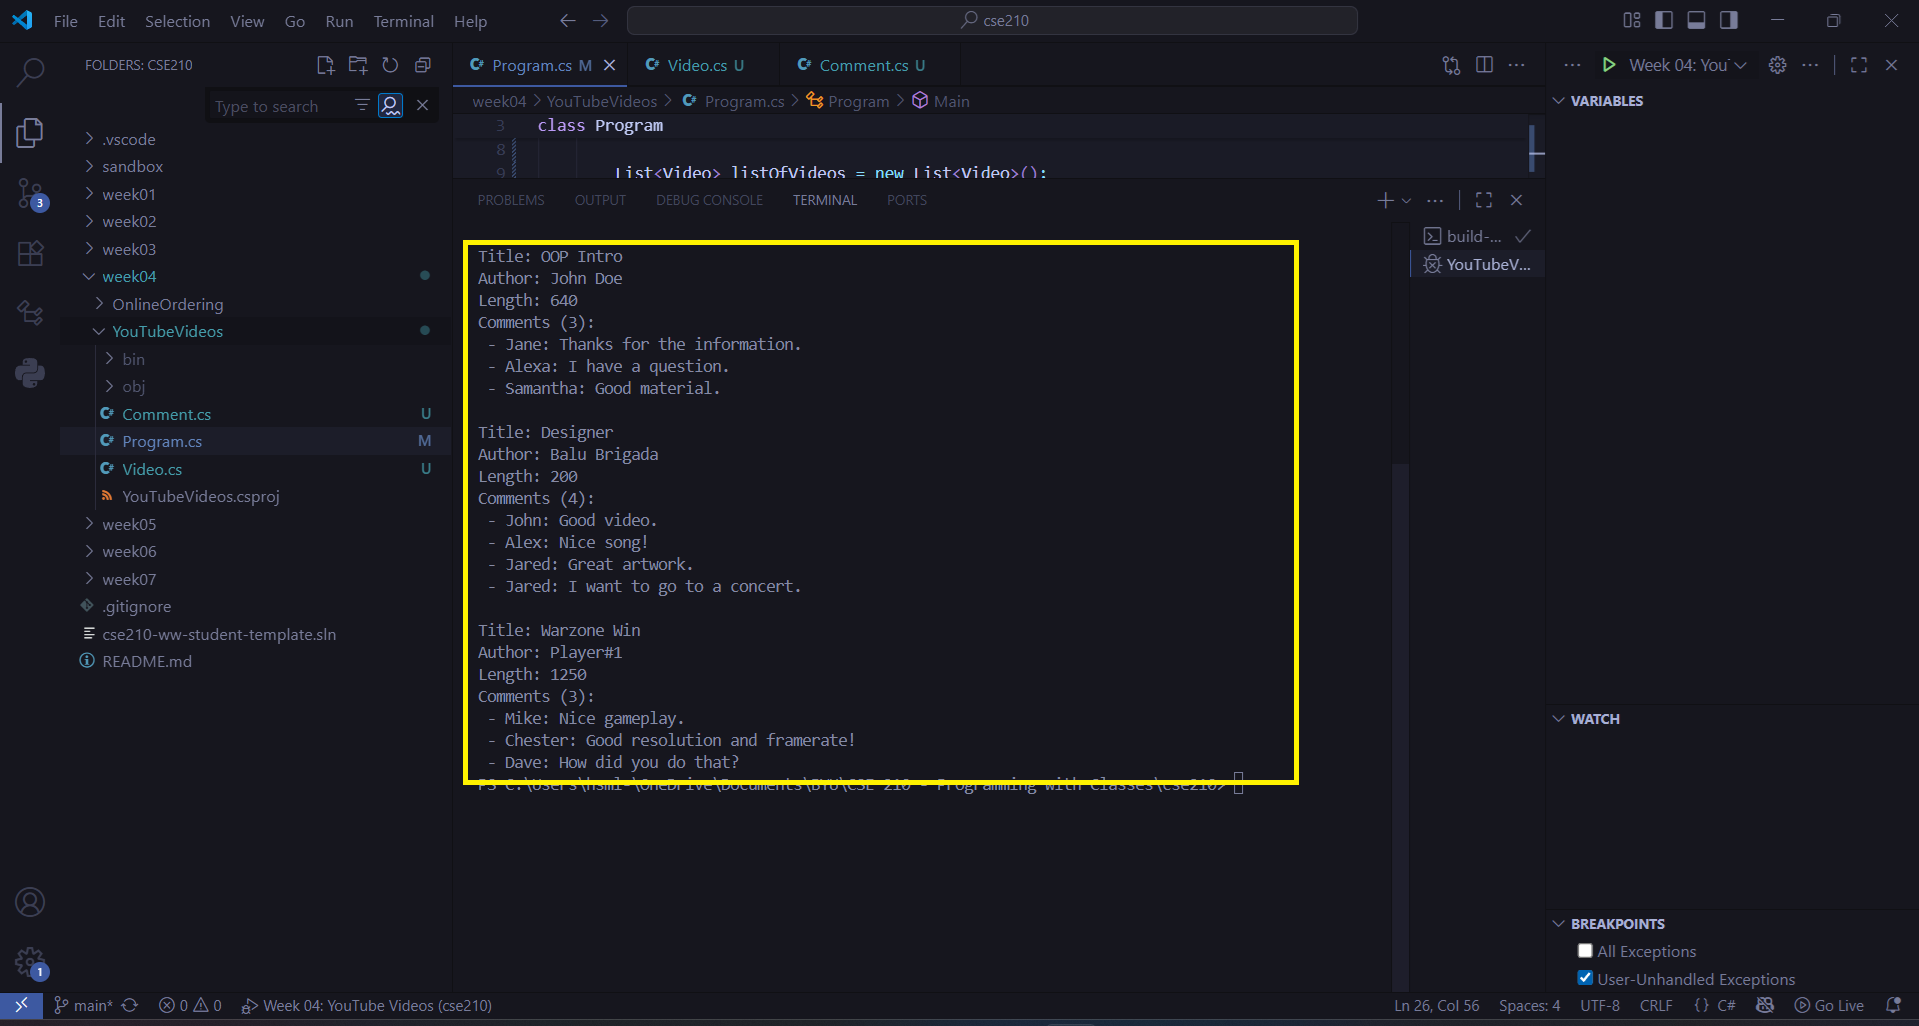 File Edit Selection View Go Run Terminal Help
cse210
FOLDERS: CSE210
Type to search
.vscode
sandbox
week01
week02
week03
week04
OnlineOrdering
YouTubeVideos
bin
obj
C# Comment.cs U
C# Program.cs M
C# Video.cs U
YouTubeVideos.csproj
week05
week06
week07
.gitignore
cse210-ww-student-template.sln
README.md
3
1
C# Program.cs M
C# Video.cs U
C# Comment.cs U
week04 > YouTubeVideos > C# Program.cs > Program > Main
3 class Program
8
9 List<Video> listOfVideos = new List<Video>();
PROBLEMS OUTPUT DEBUG CONSOLE TERMINAL PORTS
Title: OOP Intro
Author: John Doe
Length: 640
Comments (3):
- Jane: Thanks for the information.
- Alexa: I have a question.
- Samantha: Good material.
Title: Designer
Author: Balu Brigada
Length: 200
Comments (4):
- John: Good video.
- Alex: Nice song!
- Jared: Great artwork.
- Jared: I want to go to a concert.
Title: Warzone Win
Author: Player#1
Length: 1250
Comments (3):
- Mike: Nice gameplay.
- Chester: Good resolution and framerate!
- Dave: How did you do that?
PS C:\Users\ \OneDrive\Documents\BYU\CSE 210 - Programming with Classes\cse210>
build-...
YouTubeV...
Week 04: You
VARIABLES
WATCH
BREAKPOINTS
All Exceptions
User-Unhandled Exceptions
main* 0 0 Week 04: YouTube Videos (cse210)
Ln 26, Col 56 Spaces: 4 UTF-8 CRLF {} C# Go Live